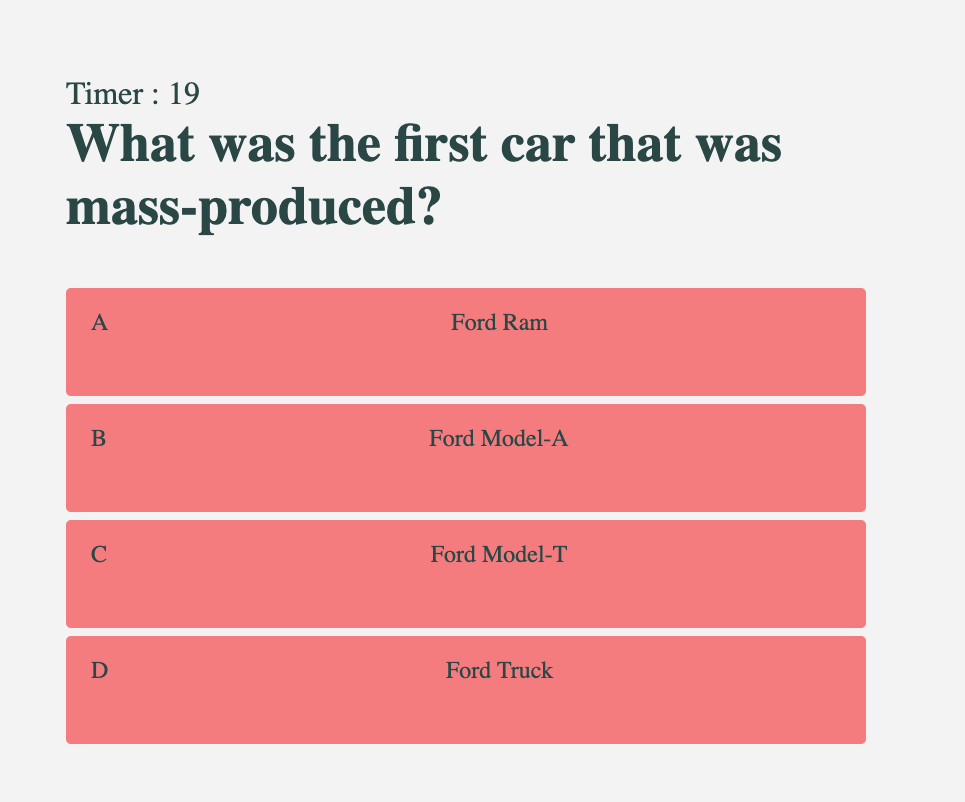 Timer : 19
What was the first car that was
mass-produced?
A Ford Ram
B Ford Model-A
C Ford Model-T
D Ford Truck